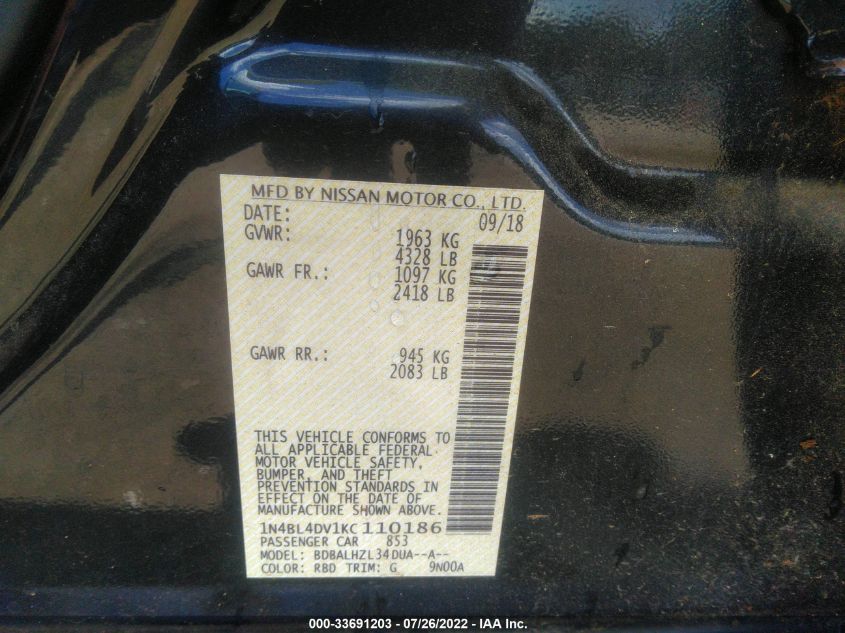 MFD BY NISSAN MOTOR CO., LTD.
DATE: 09/18
GVWR: 1963 KG
4328 LB
GAWR FR.: 1097 KG
2418 LB
GAWR RR.: 945 KG
2083 LB
THIS VEHICLE CONFORMS TO
ALL APPLICABLE FEDERAL
MOTOR VEHICLE SAFETY,
BUMPER, AND THEFT
PREVENTION STANDARDS IN
EFFECT ON THE DATE OF
MANUFACTURE SHOWN ABOVE.
1N4BL4DV1KC110186
PASSENGER CAR 853
MODEL: BDBALHZL34DUA--A--
COLOR: RBD TRIM: G 9N00A
000-33691203 - 07/26/2022 - IAA Inc.